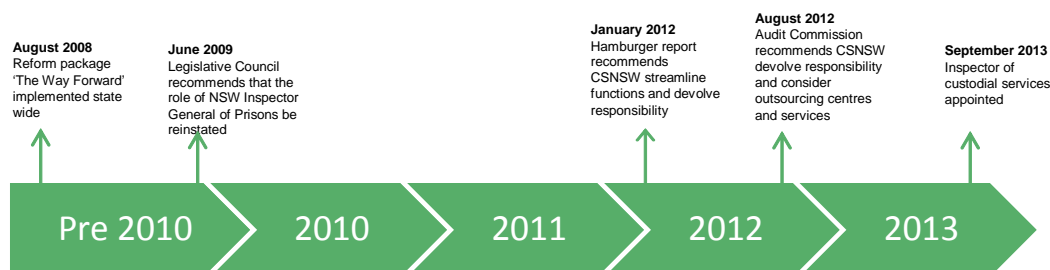 August 2008
Reform package
‘The Way Forward’
implemented state
wide
June 2009
Legislative Council
recommends that the
role of NSW Inspector
General of Prisons be
reinstated
January 2012
Hamburger report
recommends
CSNSW streamline
functions and devolve
responsibility
August 2012
Audit Commission
recommends CSNSW
devolve responsibility
and consider
outsourcing centres
and services
September 2013
Inspector of
custodial services
appointed
Pre 2010
2010
2011
2012
2013